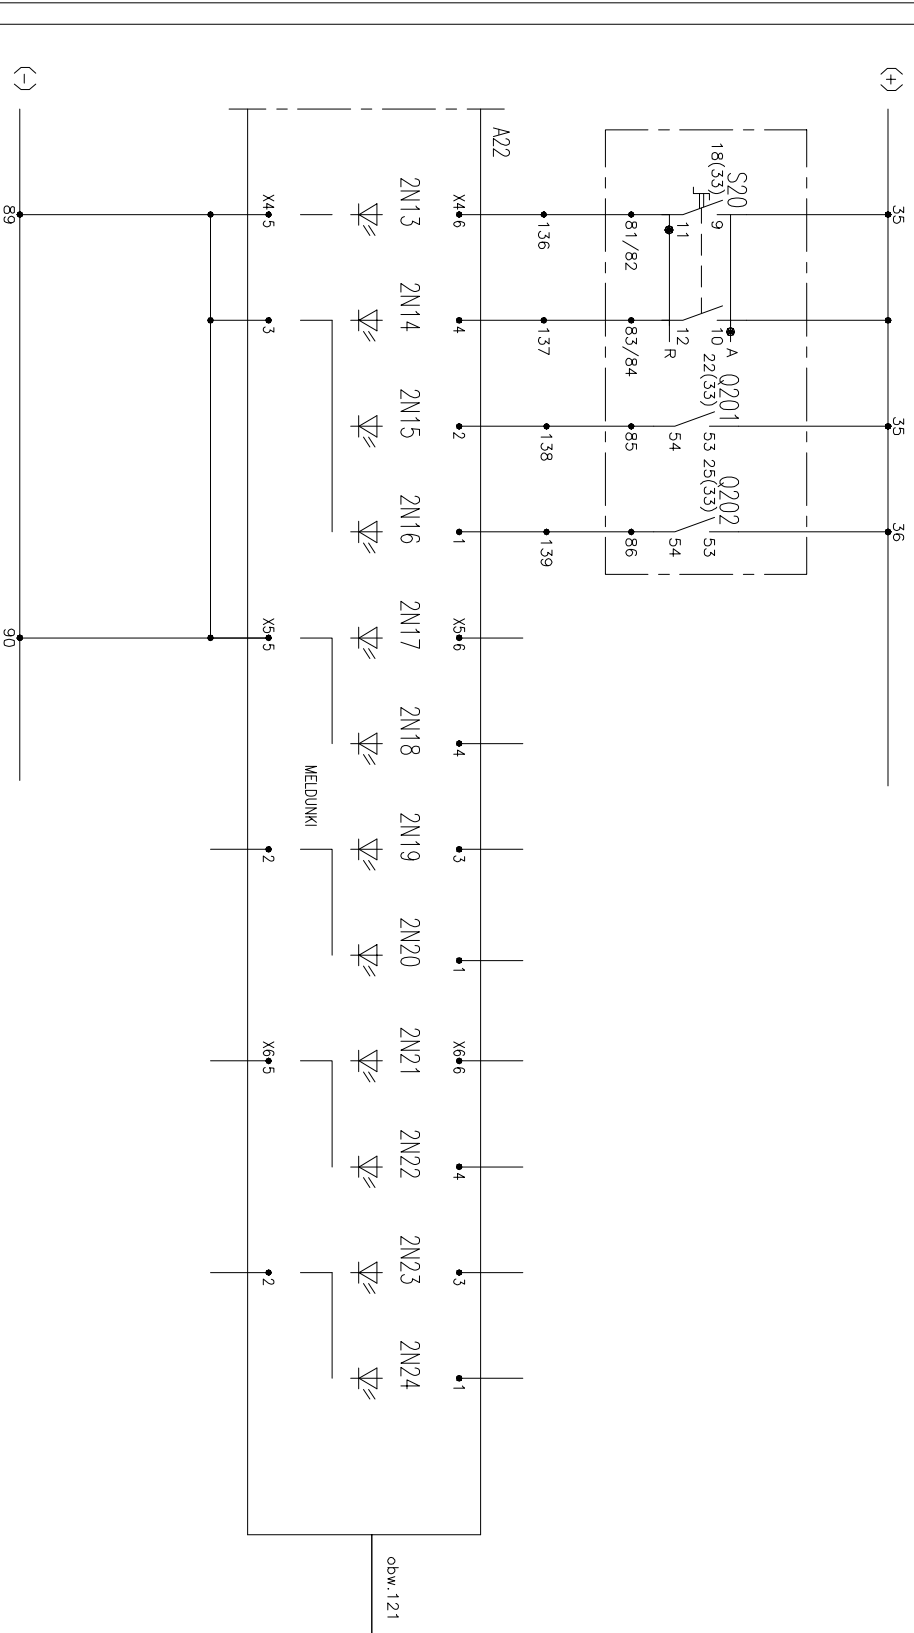 (+)
35
35
36
S20
18(33)
9
11
10
12
A
R
Q201
22(33)
53
54
Q202
25(33)
53
54
81/82
83/84
85
86
136
137
138
139
A22
X4:6
4
2
1
X5:6
4
3
1
X6:6
4
3
1
2N13
2N14
2N15
2N16
2N17
2N18
2N19
2N20
2N21
2N22
2N23
2N24
obw.121
MELDUNKI
X4:5
3
X5:5
2
X6:5
2
(-)
89
90